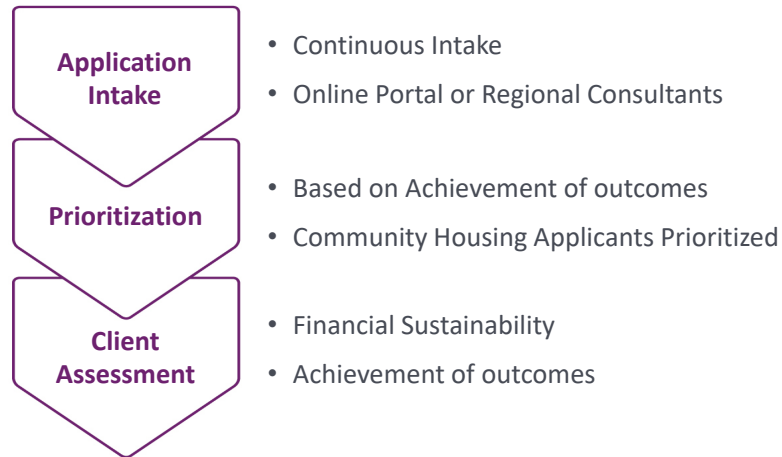 Application
Intake
• Continuous Intake
• Online Portal or Regional Consultants
Prioritization
• Based on Achievement of outcomes
• Community Housing Applicants Prioritized
Client
Assessment
• Financial Sustainability
• Achievement of outcomes